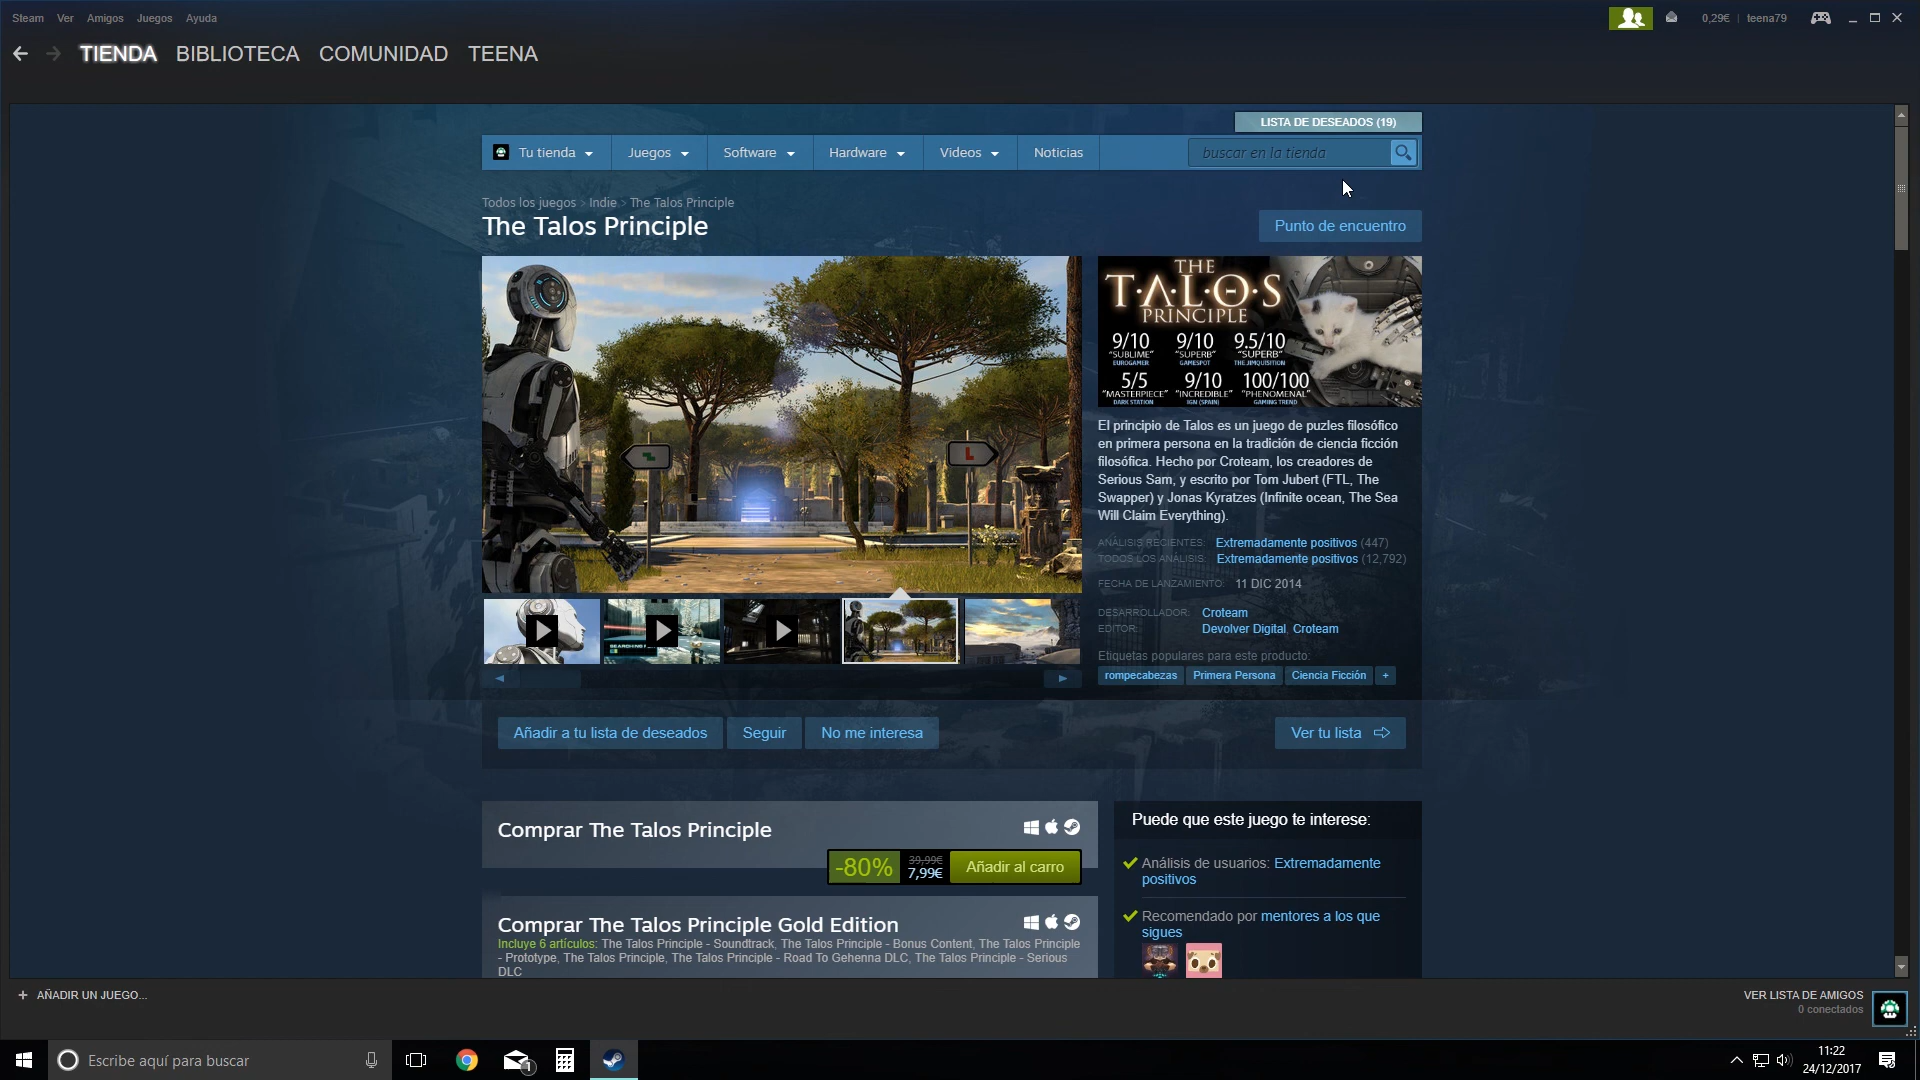 Steam Ver Amigos Juegos Ayuda
0,29€ | teena79
TIENDA BIBLIOTECA COMUNIDAD TEENA
LISTA DE DESEADOS (19)
Tu tienda Juegos Software Hardware Videos Noticias
buscar en la tienda
Todos los juegos > Indie > The Talos Principle
The Talos Principle
Punto de encuentro
THE
TALOS
PRINCIPLE
9/10 9/10 9.5/10
"SUBLIME" "SUPERB" "SUPERB"
EUROGAMER GAMESPOT THE JIMQUISITION
5/5 9/10 100/100
"MASTERPIECE" "INCREDIBLE" "PHENOMENAL"
DARK STATION IGN (SPAIN) GAMING TREND
El principio de Talos es un juego de puzles filosófico
en primera persona en la tradición de ciencia ficción
filosófica. Hecho por Croteam, los creadores de
Serious Sam, y escrito por Tom Jubert (FTL, The
Swapper) y Jonas Kyratzes (Infinite ocean, The Sea
Will Claim Everything).
ANÁLISIS RECIENTES: Extremadamente positivos (447)
TODOS LOS ANÁLISIS: Extremadamente positivos (12,792)
FECHA DE LANZAMIENTO: 11 DIC 2014
DESARROLLADOR: Croteam
EDITOR: Devolver Digital, Croteam
Etiquetas populares para este producto:
rompecabezas Primera Persona Ciencia Ficción +
Añadir a tu lista de deseados Seguir No me interesa Ver tu lista
Comprar The Talos Principle
-80% 39,99€ 7,99€ Añadir al carro
Comprar The Talos Principle Gold Edition
Incluye 6 artículos: The Talos Principle - Soundtrack, The Talos Principle - Bonus Content, The Talos Principle
- Prototype, The Talos Principle, The Talos Principle - Road To Gehenna DLC, The Talos Principle - Serious
DLC
Puede que este juego te interese:
Análisis de usuarios: Extremadamente
positivos
Recomendado por mentores a los que
sigues
+ AÑADIR UN JUEGO...
VER LISTA DE AMIGOS
0 conectados
Escribe aquí para buscar
1
11:22
24/12/2017